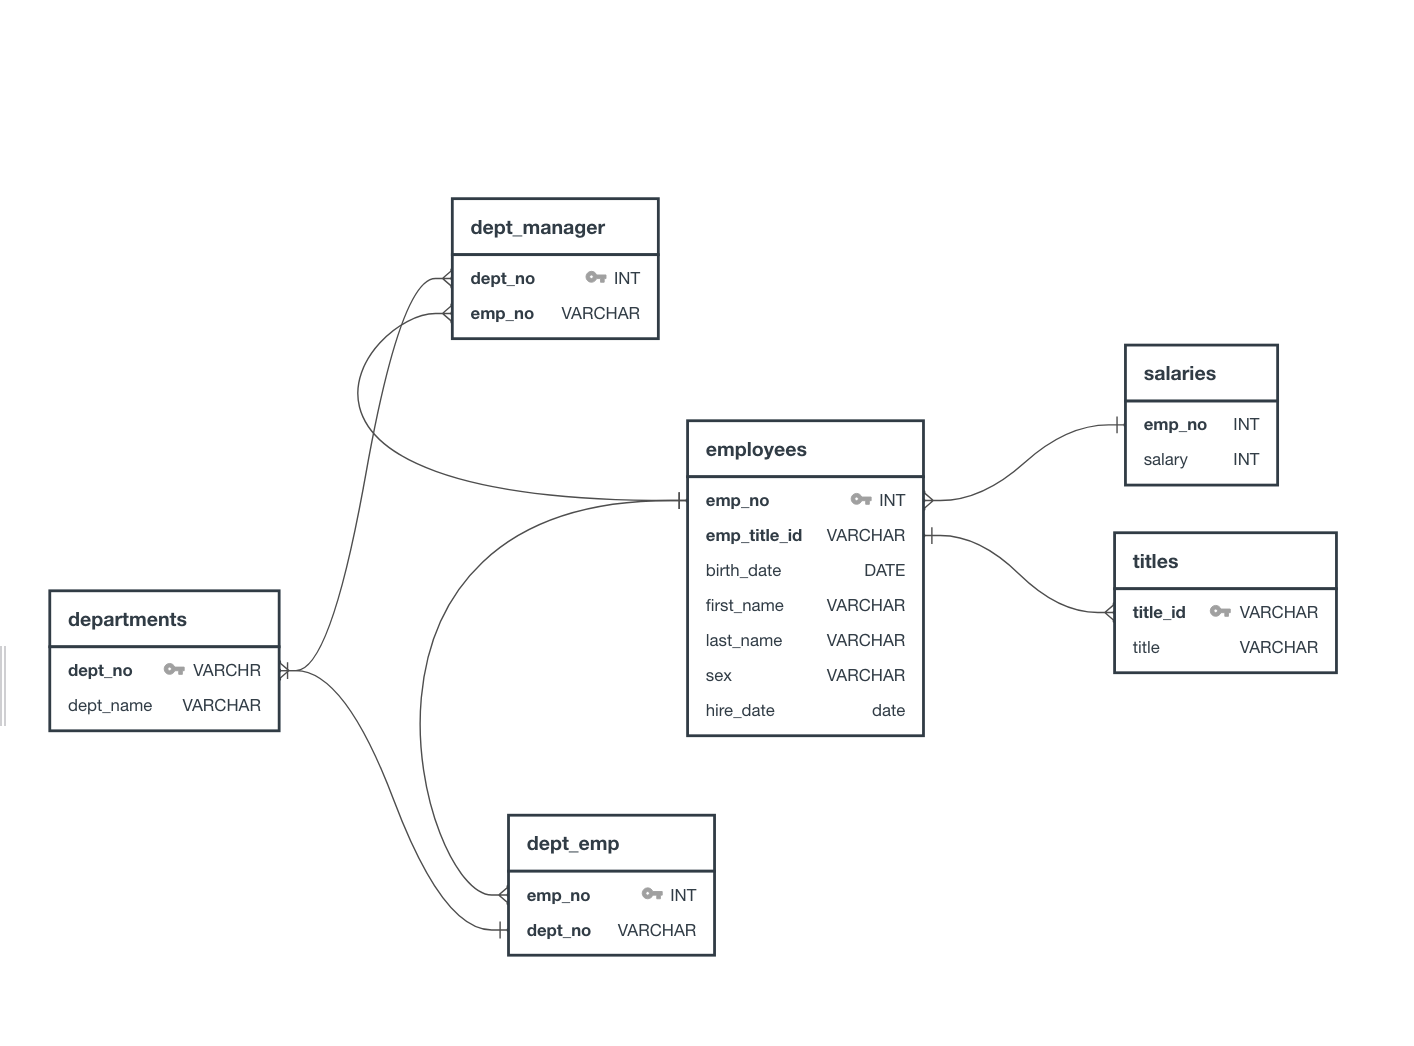 dept_manager
dept_no INT
emp_no VARCHAR
salaries
emp_no INT
salary INT
employees
emp_no INT
emp_title_id VARCHAR
birth_date DATE
first_name VARCHAR
last_name VARCHAR
sex VARCHAR
hire_date date
titles
title_id VARCHAR
title VARCHAR
departments
dept_no VARCHR
dept_name VARCHAR
dept_emp
emp_no INT
dept_no VARCHAR